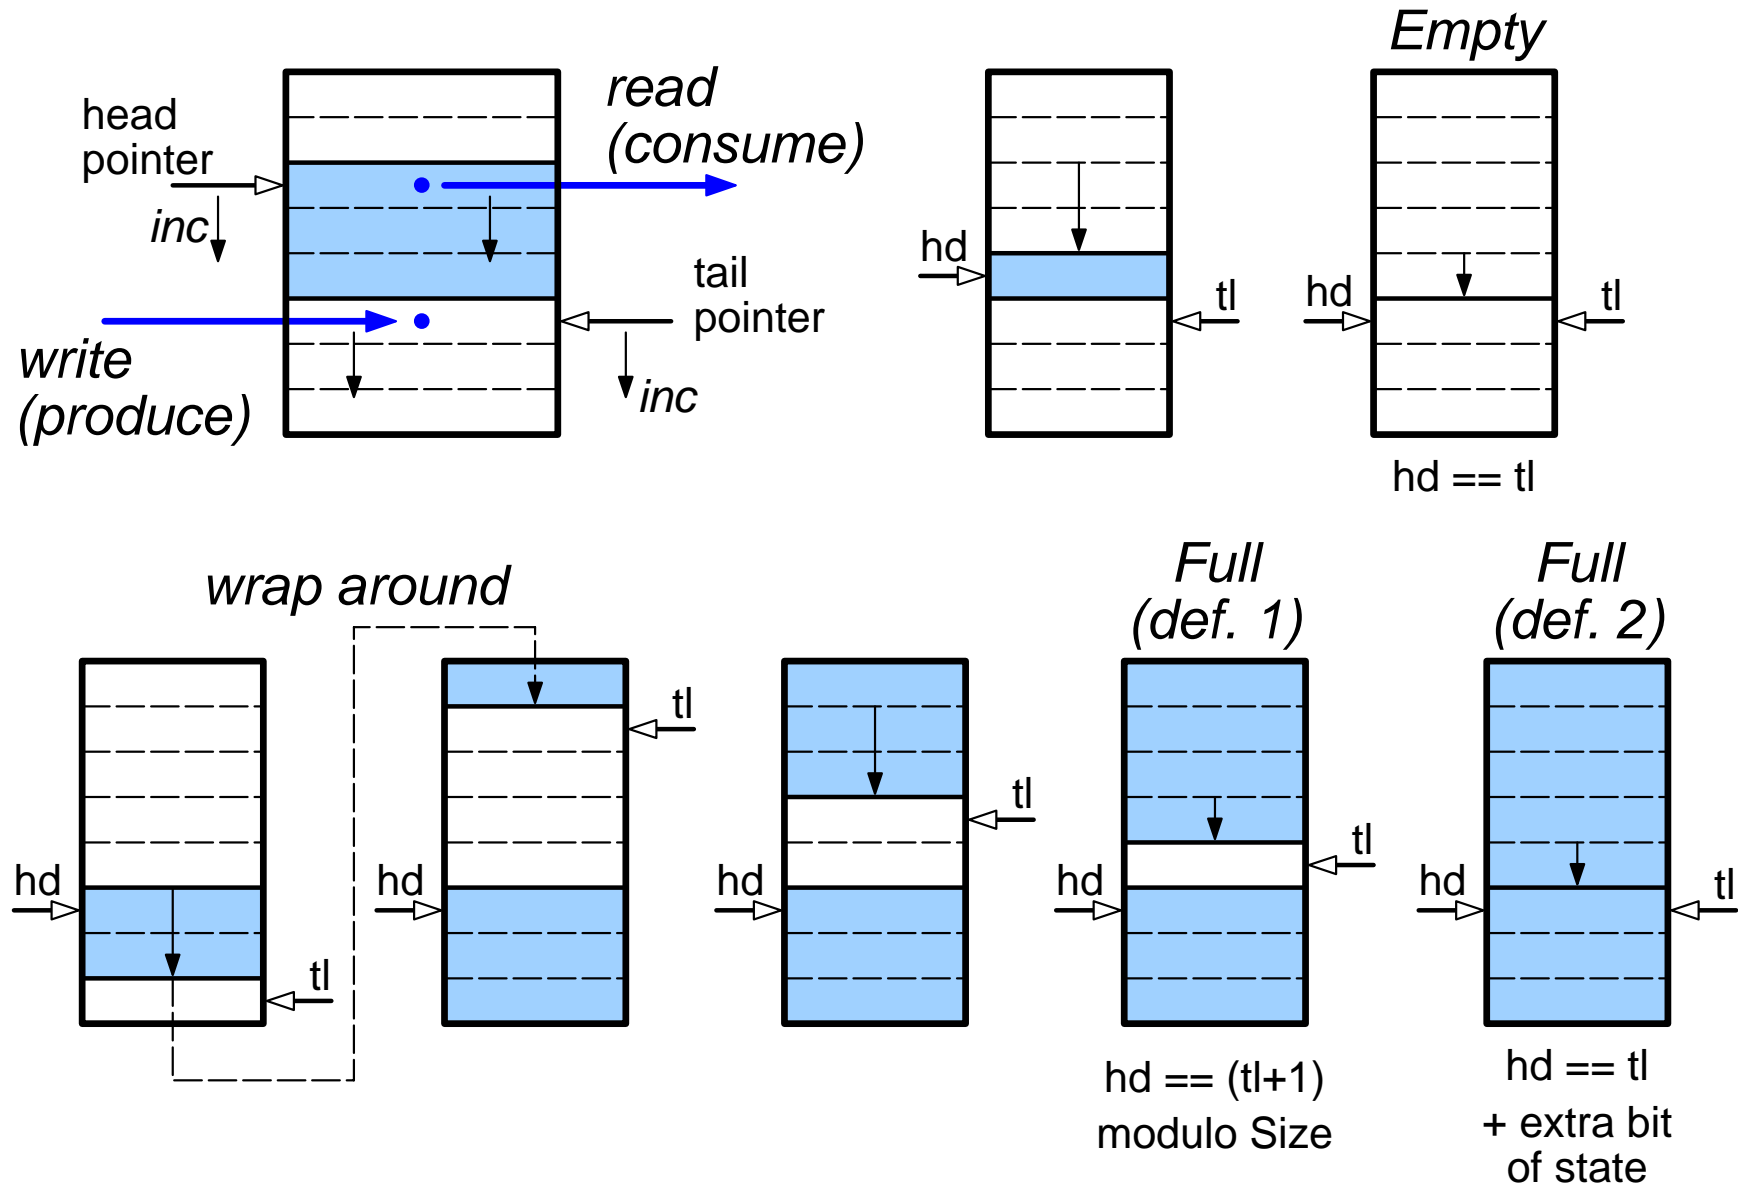 Empty
head
pointer
inc
read
(consume)
tail
pointer
inc
write
(produce)
hd
tl
hd
tl
hd == tl
wrap around
hd
tl
hd
tl
hd
tl
Full
(def. 1)
hd
tl
hd == (tl+1)
modulo Size
Full
(def. 2)
hd
tl
hd == tl
+ extra bit
of state